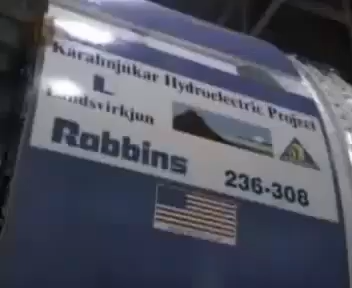 Karahnjukar Hydroelectric Project
L
Landsvirkjun
Robbins
236-308